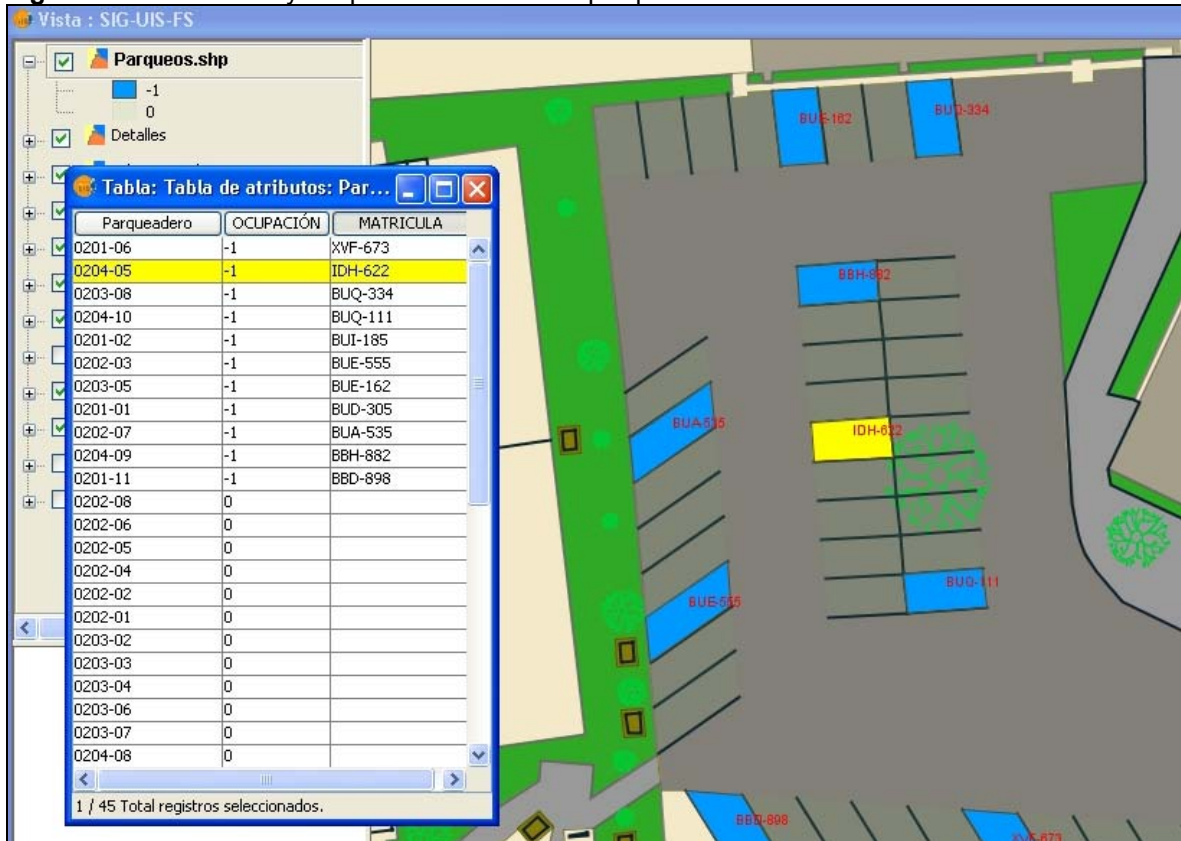 Vista : SIG-UIS-FS
Parqueos.shp
-1
0
Detalles
Tabla: Tabla de atributos: Par...
Parqueadero OCUPACIÓN MATRICULA
0201-06 -1 XVF-673
0204-05 -1 IDH-622
0203-08 -1 BUQ-334
0204-10 -1 BUQ-111
0201-02 -1 BUI-185
0202-03 -1 BUE-555
0203-05 -1 BUE-162
0201-01 -1 BUD-305
0202-07 -1 BUA-535
0204-09 -1 BBH-882
0201-11 -1 BBD-898
0202-08 0
0202-06 0
0202-05 0
0202-04 0
0202-02 0
0202-01 0
0203-02 0
0203-03 0
0203-04 0
0203-06 0
0203-07 0
0204-08 0
1 / 45 Total registros seleccionados.
BUE-162
BUQ-334
BBH-882
BUA-535
IDH-622
BUE-555
BUQ-111
BBD-898
XVF-673